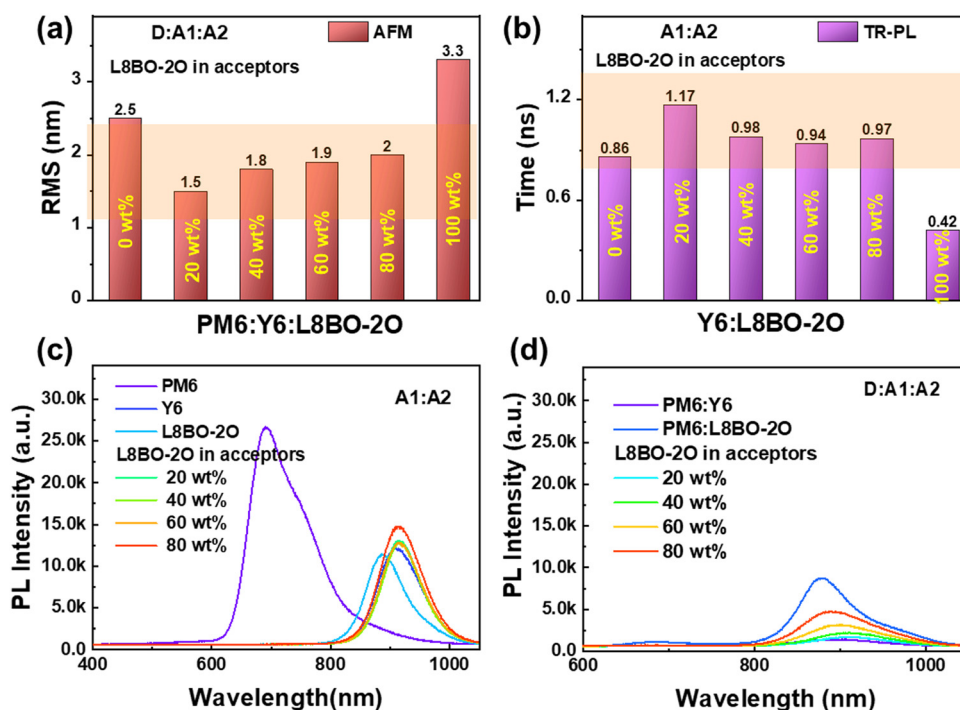 (a)
D:A1:A2
AFM
L8BO-2O in acceptors
RMS (nm)
3
2
1
0
2.5
1.5
1.8
1.9
2
3.3
0 wt%
20 wt%
40 wt%
60 wt%
80 wt%
100 wt%
PM6:Y6:L8BO-2O
(b)
A1:A2
TR-PL
L8BO-2O in acceptors
Time (ns)
1.2
0.6
0.0
0.86
1.17
0.98
0.94
0.97
0.42
0 wt%
20 wt%
40 wt%
60 wt%
80 wt%
100 wt%
Y6:L8BO-2O
(c)
PL Intensity (a.u.)
30.0k
25.0k
20.0k
15.0k
10.0k
5.0k
0.0
PM6
Y6
L8BO-2O
L8BO-2O in acceptors
20 wt%
40 wt%
60 wt%
80 wt%
A1:A2
400
600
800
1000
Wavelength(nm)
(d)
PL Intensity (a.u.)
30.0k
25.0k
20.0k
15.0k
10.0k
5.0k
0.0
D:A1:A2
PM6:Y6
PM6:L8BO-2O
L8BO-2O in acceptors
20 wt%
40 wt%
60 wt%
80 wt%
600
800
1000
Wavelength (nm)